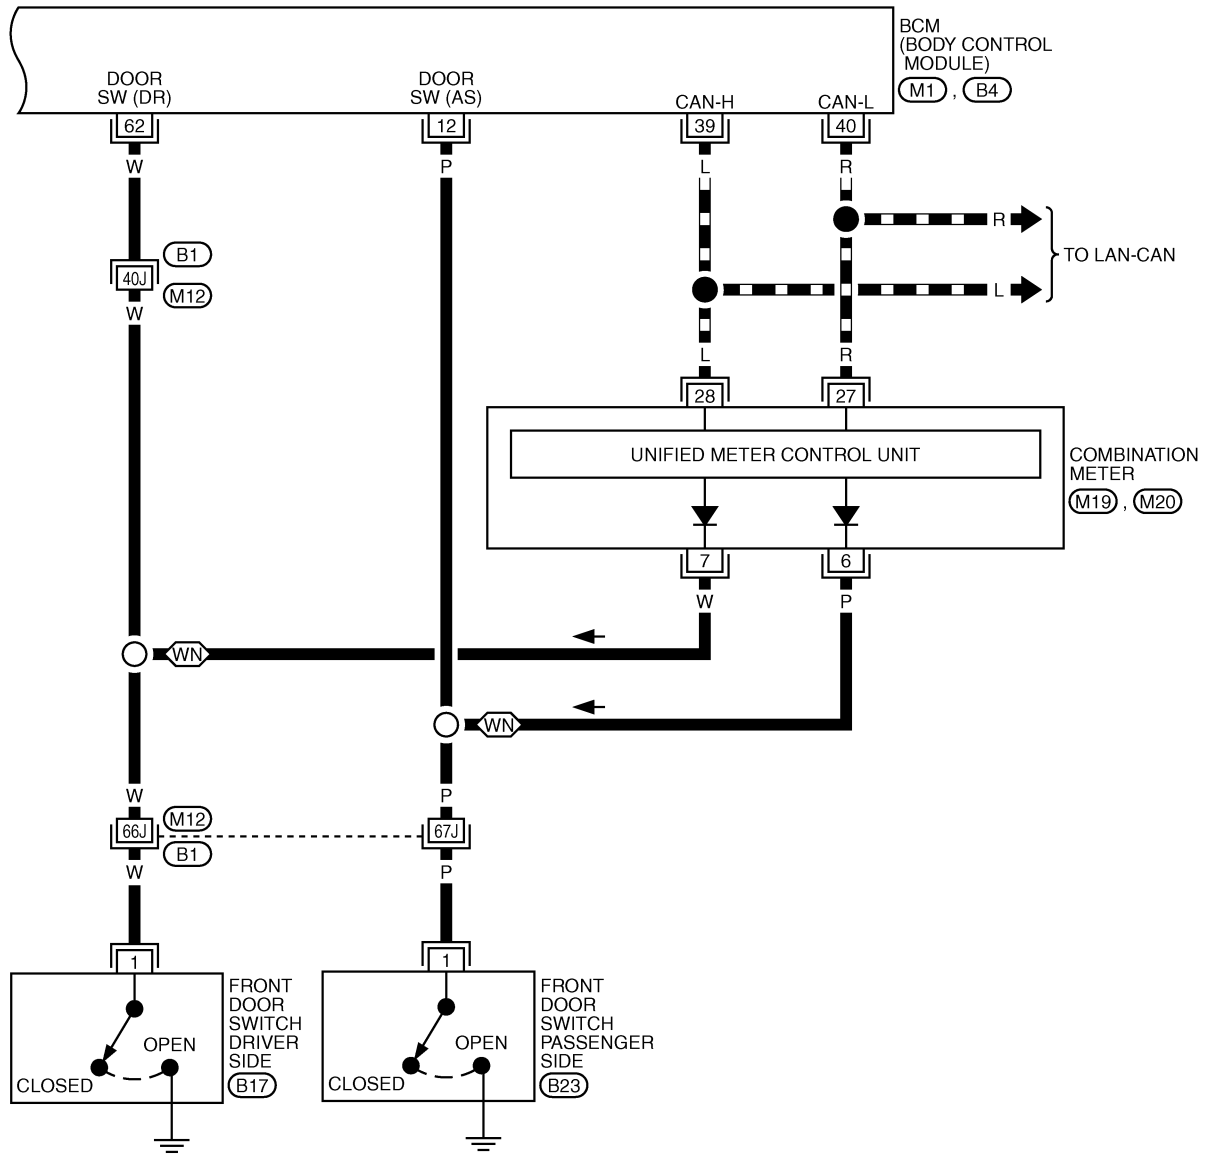 BCM
(BODY CONTROL
MODULE)
M1 , B4
DOOR
SW (DR)
DOOR
SW (AS)
CAN-H
CAN-L
62
12
39
40
W
P
L
R
R
TO LAN-CAN
L
B1
40J
M12
W
L
R
28
27
UNIFIED METER CONTROL UNIT
COMBINATION
METER
M19 , M20
7
6
W
P
WN
WN
W
P
M12
66J
67J
B1
W
P
1
1
FRONT
DOOR
SWITCH
DRIVER
SIDE
B17
OPEN
CLOSED
FRONT
DOOR
SWITCH
PASSENGER
SIDE
B23
OPEN
CLOSED